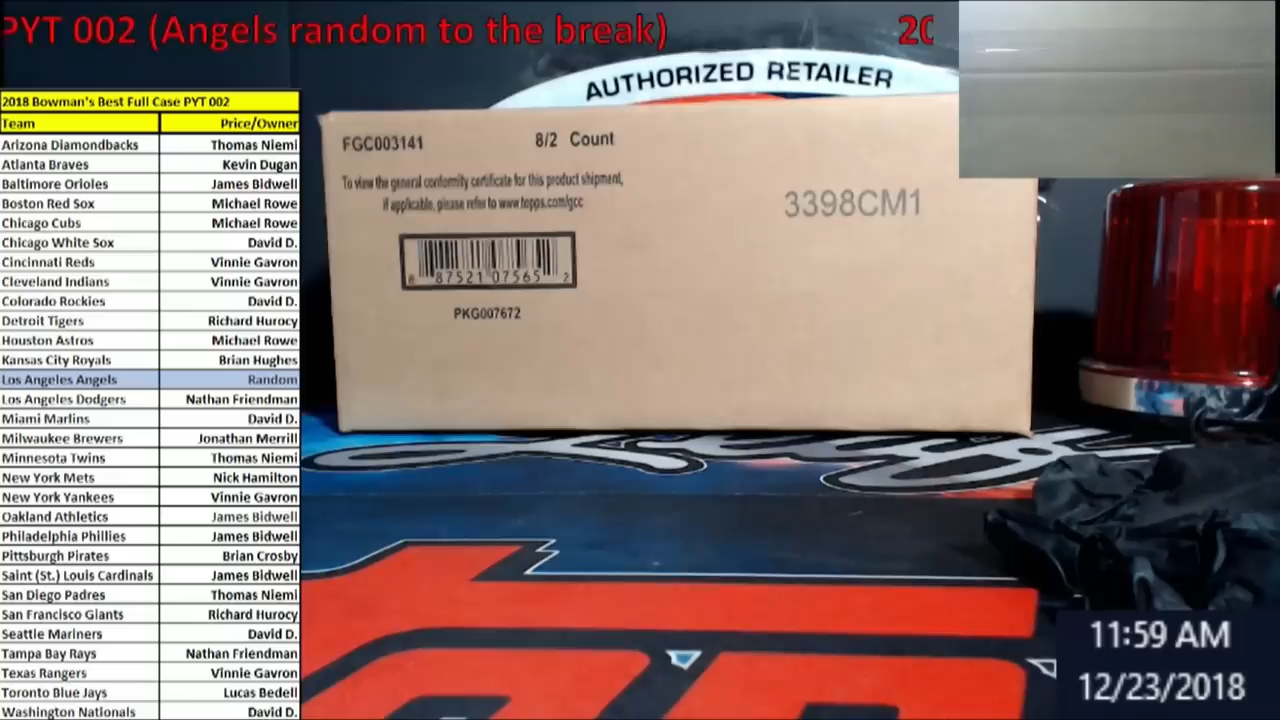 PYT 002 (Angels random to the break) 20
AUTHORIZED RETAILER
2018 Bowman's Best Full Case PYT 002
Team Price/Owner
Arizona Diamondbacks Thomas Niemi
Atlanta Braves Kevin Dugan
Baltimore Orioles James Bidwell
Boston Red Sox Michael Rowe
Chicago Cubs Michael Rowe
Chicago White Sox David D.
Cincinnati Reds Vinnie Gavron
Cleveland Indians Vinnie Gavron
Colorado Rockies David D.
Detroit Tigers Richard Hurocy
Houston Astros Michael Rowe
Kansas City Royals Brian Hughes
Los Angeles Angels Random
Los Angeles Dodgers Nathan Friendman
Miami Marlins David D.
Milwaukee Brewers Jonathan Merrill
Minnesota Twins Thomas Niemi
New York Mets Nick Hamilton
New York Yankees Vinnie Gavron
Oakland Athletics James Bidwell
Philadelphia Phillies James Bidwell
Pittsburgh Pirates Brian Crosby
Saint (St.) Louis Cardinals James Bidwell
San Diego Padres Thomas Niemi
San Francisco Giants Richard Hurocy
Seattle Mariners David D.
Tampa Bay Rays Nathan Friendman
Texas Rangers Vinnie Gavron
Toronto Blue Jays Lucas Bedell
Washington Nationals David D.
FGC003141 8/2 Count
To view the general conformity certificate for this product shipment,
if applicable, please refer to www.topps.com/gcc
3398CM1
8 87521 07565 2
PKG007672
11:59 AM
12/23/2018